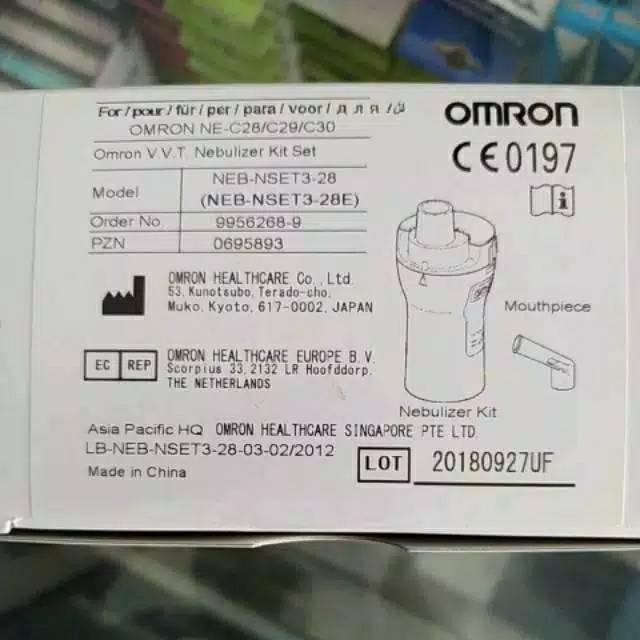 For / pour / für / per / para / voor / для / ل
OMRON NE-C28/C29/C30
Omron V.V.T. Nebulizer Kit Set
Model NEB-NSET3-28
(NEB-NSET3-28E)
Order No. 9956268-9
PZN 0695893
OMRON
CE0197
i
OMRON HEALTHCARE Co., Ltd.
53, Kunotsubo, Terado-cho,
Muko, Kyoto, 617-0002, JAPAN
EC REP
OMRON HEALTHCARE EUROPE B.V.
Scorpius 33, 2132 LR Hoofddorp,
THE NETHERLANDS
Mouthpiece
Nebulizer Kit
Asia Pacific HQ OMRON HEALTHCARE SINGAPORE PTE LTD.
LB-NEB-NSET3-28-03-02/2012
Made in China
LOT 20180927UF